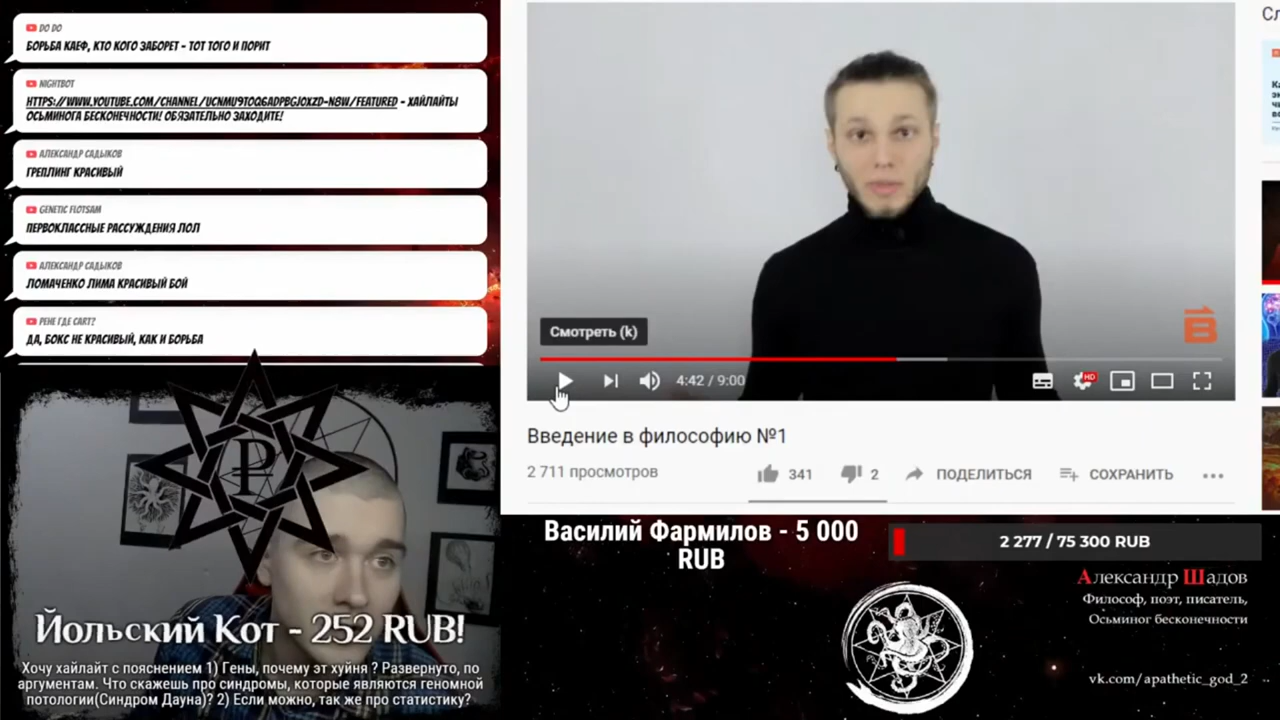 DO DO
БОРЬБА КАЕФ, КТО КОГО ЗАБОРЕТ - ТОТ ТОГО И ПОРИТ
NIGHTBOT
HTTPS://WWW.YOUTUBE.COM/CHANNEL/UCNMU9TOQ6ADPBGJOXZD-N8W/FEATURED - ХАЙЛАЙТЫ
ОСЬМИНОГА БЕСКОНЕЧНОСТИ! ОБЯЗАТЕЛЬНО ЗАХОДИТЕ!
АЛЕКСАНДР САДЫКОВ
ГРЕПЛИНГ КРАСИВЫЙ
GENETIC FLOTSAM
ПЕРВОКЛАССНЫЕ РАССУЖДЕНИЯ ЛОЛ
АЛЕКСАНДР САДЫКОВ
ЛОМАЧЕНКО ЛИМА КРАСИВЫЙ БОЙ
РЕНЕ ГДЕ CART?
ДА, БОКС НЕ КРАСИВЫЙ, КАК И БОРЬБА
Йольский Кот - 252 RUB!
Хочу хайлайт с пояснением 1) Гены, почему эт хуйня ? Развернуто, по
аргументам. Что скажешь про синдромы, которые являются геномной
потологии(Синдром Дауна)? 2) Если можно, так же про статистику?
Смотреть (k)
4:42 / 9:00
HD
Введение в философию №1
2 711 просмотров
341
2
ПОДЕЛИТЬСЯ
СОХРАНИТЬ
Василий Фармилов - 5 000
RUB
2 277 / 75 300 RUB
Александр Шадов
Философ, поэт, писатель,
Осьминог бесконечности
vk.com/apathetic_god_2